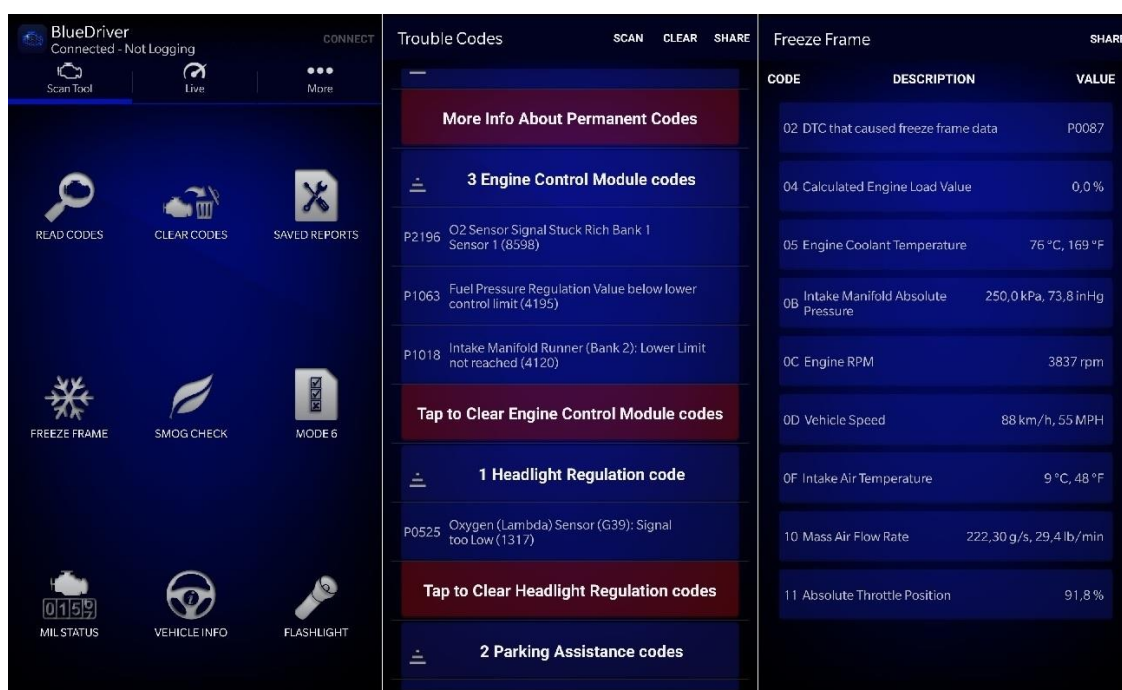 BlueDriver
Connected - Not Logging
CONNECT
Scan Tool
Live
More
READ CODES
CLEAR CODES
SAVED REPORTS
FREEZE FRAME
SMOG CHECK
MODE 6
MIL STATUS
VEHICLE INFO
FLASHLIGHT
Trouble Codes
SCAN CLEAR SHARE
More Info About Permanent Codes
3 Engine Control Module codes
P2196 O2 Sensor Signal Stuck Rich Bank 1
Sensor 1 (8598)
P1063 Fuel Pressure Regulation Value below lower
control limit (4195)
P1018 Intake Manifold Runner (Bank 2): Lower Limit
not reached (4120)
Tap to Clear Engine Control Module codes
1 Headlight Regulation code
P0525 Oxygen (Lambda) Sensor (G39): Signal
too Low (1317)
Tap to Clear Headlight Regulation codes
2 Parking Assistance codes
Freeze Frame
SHARE
CODE DESCRIPTION VALUE
02 DTC that caused freeze frame data P0087
04 Calculated Engine Load Value 0,0 %
05 Engine Coolant Temperature 76 °C, 169 °F
0B Intake Manifold Absolute
Pressure 250,0 kPa, 73,8 inHg
0C Engine RPM 3837 rpm
0D Vehicle Speed 88 km/h, 55 MPH
0F Intake Air Temperature 9 °C, 48 °F
10 Mass Air Flow Rate 222,30 g/s, 29,4 lb/min
11 Absolute Throttle Position 91,8 %